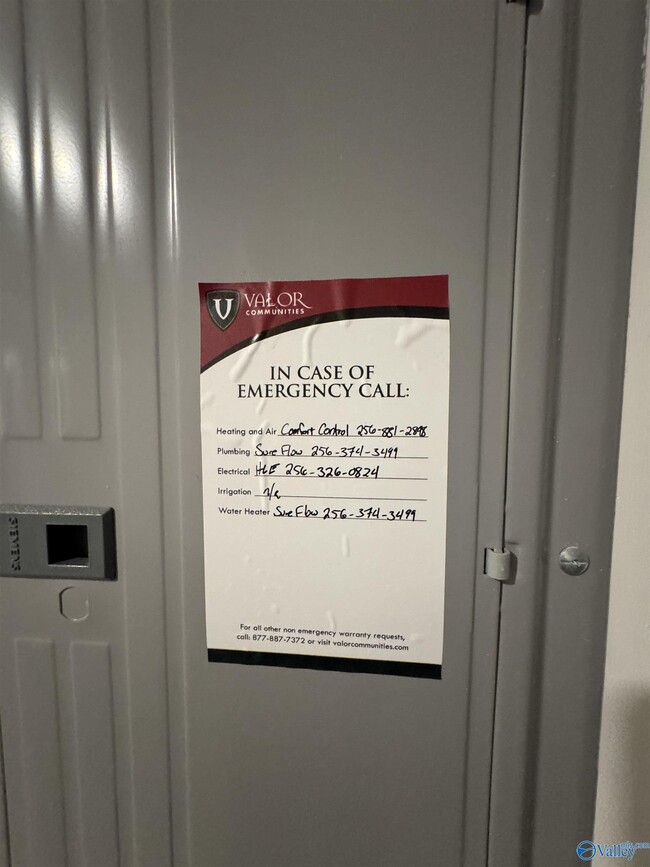 VALOR
COMMUNITIES
IN CASE OF
EMERGENCY CALL:
Heating and Air Comfort Control 256-881-2898
Plumbing Sure Flow 256-374-3499
Electrical H&E 256-326-0824
Irrigation n/a
Water Heater Sure Flow 256-374-3499
For all other non emergency warranty requests,
call: 877-887-7372 or visit valorcommunities.com
SIEMENS
Valley